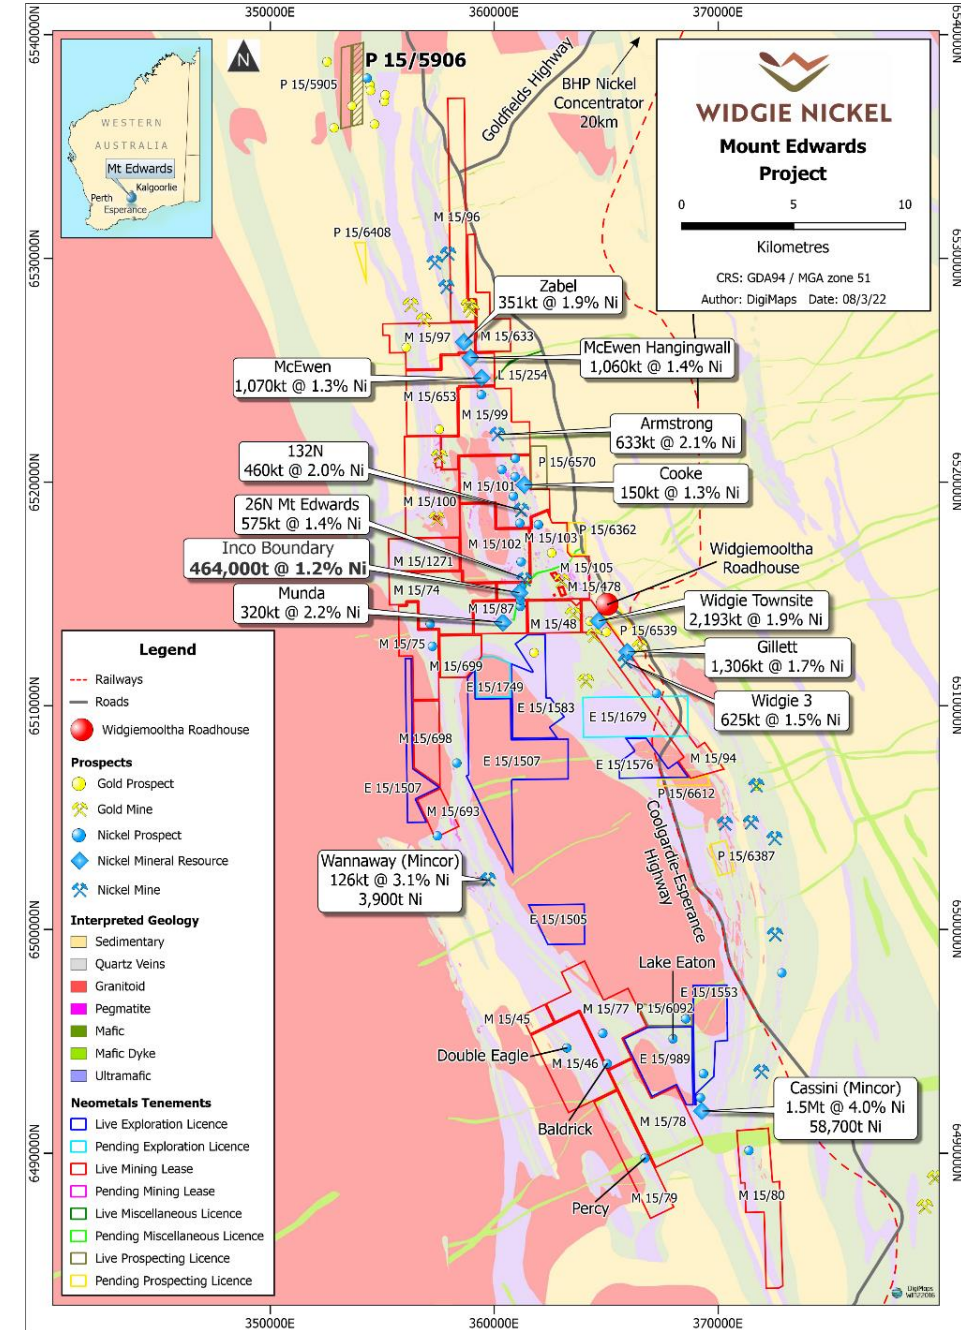 350000E
360000E
370000E
6540000N
6530000N
6520000N
6510000N
6500000N
6490000N
6540000N
6530000N
6520000N
6510000N
6500000N
6490000N
350000E
360000E
370000E
WESTERN
AUSTRALIA
Mt Edwards
Kalgoorlie
Perth
Esperance
N
WIDGIE NICKEL
Mount Edwards
Project
0
5
10
Kilometres
CRS: GDA94 / MGA zone 51
Author: DigiMaps Date: 08/3/22
P 15/5905
P 15/5906
Goldfields Highway
BHP Nickel
Concentrator
20km
M 15/96
P 15/6408
Zabel
351kt @ 1.9% Ni
M 15/97
M 15/633
McEwen Hangingwall
1,060kt @ 1.4% Ni
McEwen
1,070kt @ 1.3% Ni
L 15/254
M 15/653
M 15/99
Armstrong
633kt @ 2.1% Ni
132N
460kt @ 2.0% Ni
P 15/6570
Cooke
150kt @ 1.3% Ni
M 15/101
M 15/100
26N Mt Edwards
575kt @ 1.4% Ni
P 15/6362
M 15/103
M 15/102
Inco Boundary
464,000t @ 1.2% Ni
M 15/1271
M 15/105
Widgiemooltha
Roadhouse
M 15/74
M 15/478
Munda
320kt @ 2.2% Ni
M 15/87
M 15/48
Widgie Townsite
2,193kt @ 1.9% Ni
P 15/6539
M 15/75
M 15/699
Gillett
1,306kt @ 1.7% Ni
E 15/1749
E 15/1583
E 15/1679
Widgie 3
625kt @ 1.5% Ni
M 15/698
E 15/1507
E 15/1576
M 15/94
E 15/1507
P 15/6612
M 15/693
Coolgardie-Esperance
Highway
P 15/6387
Wannaway (Mincor)
126kt @ 3.1% Ni
3,900t Ni
E 15/1505
Lake Eaton
E 15/1553
M 15/77
P 15/6092
M 15/45
Double Eagle
M 15/46
E 15/989
Cassini (Mincor)
1.5Mt @ 4.0% Ni
58,700t Ni
Baldrick
M 15/78
Percy
M 15/79
M 15/80
Legend
Railways
Roads
Widgiemooltha Roadhouse
Prospects
Gold Prospect
Gold Mine
Nickel Prospect
Nickel Mineral Resource
Nickel Mine
Interpreted Geology
Sedimentary
Quartz Veins
Granitoid
Pegmatite
Mafic
Mafic Dyke
Ultramafic
Neometals Tenements
Live Exploration Licence
Pending Exploration Licence
Live Mining Lease
Pending Mining Lease
Live Miscellaneous Licence
Pending Miscellaneous Licence
Live Prospecting Licence
Pending Prospecting Licence
DigiMaps